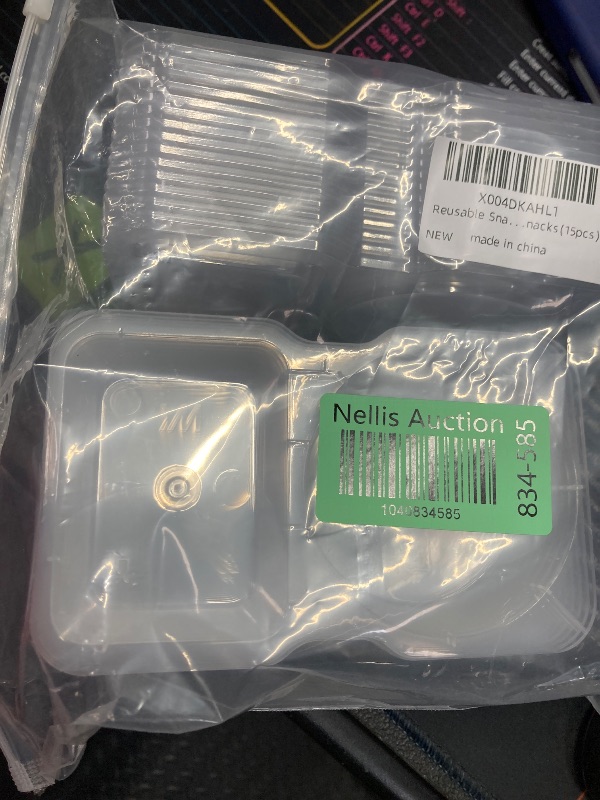 X004DKAHL1
Reusable Sna...nacks(15pcs)
NEW made in china
Nellis Auction
1040834585
834-585